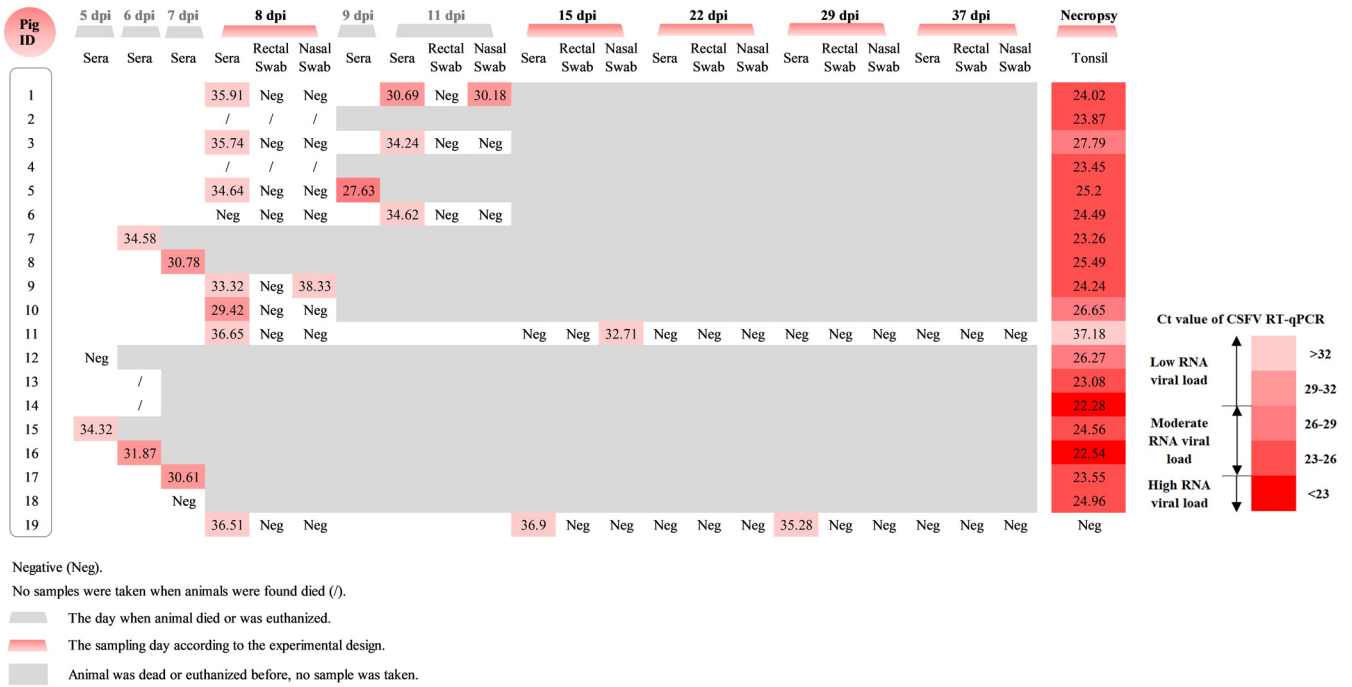 Pig ID 5 dpi 6 dpi 7 dpi 8 dpi 9 dpi 11 dpi 15 dpi 22 dpi 29 dpi 37 dpi Necropsy
Sera Sera Sera Sera Rectal Swab Nasal Swab Sera Sera Rectal Swab Nasal Swab Sera Rectal Swab Nasal Swab Sera Rectal Swab Nasal Swab Sera Rectal Swab Nasal Swab Sera Rectal Swab Nasal Swab Tonsil
1 35.91 Neg Neg 30.69 Neg 30.18 24.02
2 / / / 23.87
3 35.74 Neg Neg 34.24 Neg Neg 27.79
4 / / / 23.45
5 34.64 Neg Neg 27.63 25.2
6 Neg Neg Neg 34.62 Neg Neg 24.49
7 34.58 23.26
8 30.78 25.49
9 33.32 Neg 38.33 24.24
10 29.42 Neg Neg 26.65
11 36.65 Neg Neg Neg Neg 32.71 Neg Neg Neg Neg Neg Neg Neg Neg Neg 37.18
12 Neg 26.27
13 / 23.08
14 / 22.28
15 34.32 24.56
16 31.87 22.54
17 30.61 23.55
18 Neg 24.96
19 36.51 Neg Neg 36.9 Neg Neg Neg Neg Neg 35.28 Neg Neg Neg Neg Neg Neg
Ct value of CSFV RT-qPCR
Low RNA viral load
>32
29-32
Moderate RNA viral load
26-29
23-26
High RNA viral load
<23
Negative (Neg).
No samples were taken when animals were found died (/).
The day when animal died or was euthanized.
The sampling day according to the experimental design.
Animal was dead or euthanized before, no sample was taken.